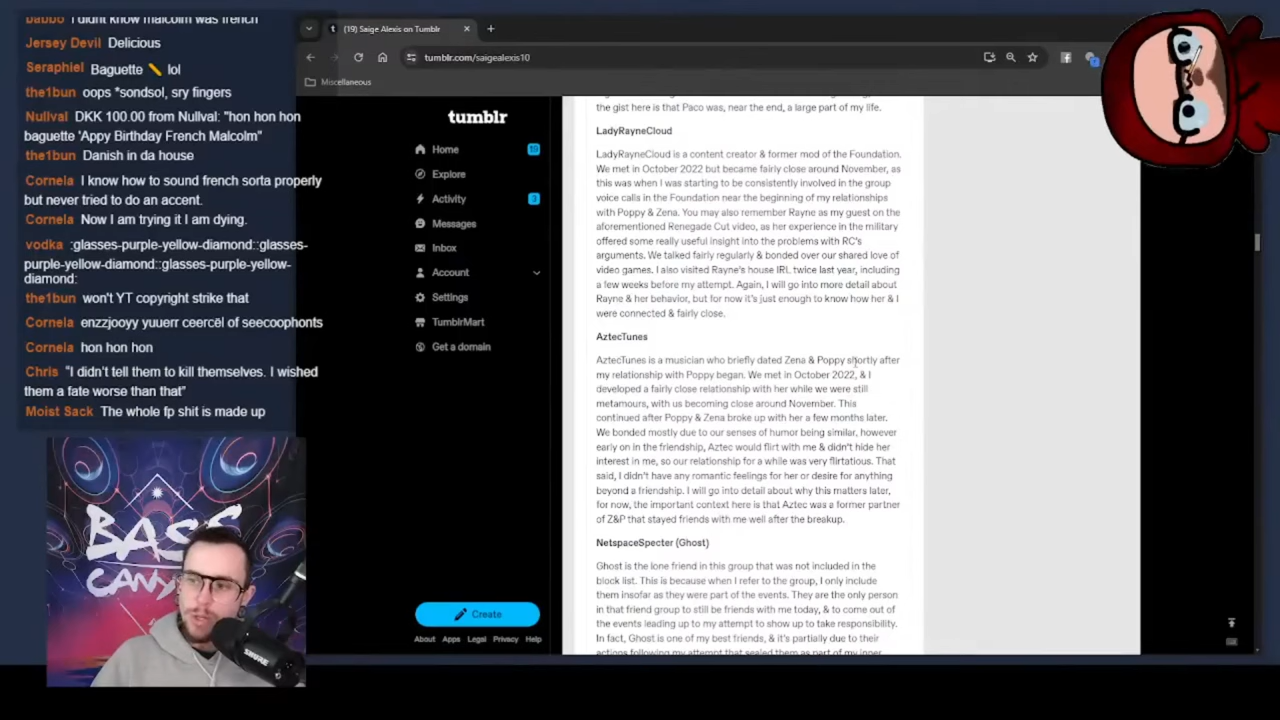 babbo I didnt know malcolm was french
Jersey Devil Delicious
Seraphiel Baguette 🥖 lol
the1bun oops *sondsol, sry fingers
Nullval DKK 100.00 from Nullval: "hon hon hon
baguette 'Appy Birthday French Malcolm"
the1bun Danish in da house
Cornela I know how to sound french sorta properly
but never tried to do an accent.
Cornela Now I am trying it I am dying.
vodka :glasses-purple-yellow-diamond::glasses-
purple-yellow-diamond::glasses-purple-yellow-
diamond:
the1bun won't YT copyright strike that
Cornela enzzjooyy yuuerr ceercël of seecoophonts
Cornela hon hon hon
Chris “I didn’t tell them to kill themselves. I wished
them a fate worse than that”
Moist Sack The whole fp shit is made up
BASS
CANY
SHURE
(19) Saige Alexis on Tumblr
tumblr.com/saigealexis10
Miscellaneous
tumblr
Home 19
Explore
Activity 3
Messages
Inbox
Account
Settings
TumblrMart
Get a domain
Create
About Apps Legal Privacy Help
the gist here is that Paco was, near the end, a large part of my life.
LadyRayneCloud
LadyRayneCloud is a content creator & former mod of the Foundation.
We met in October 2022 but became fairly close around November, as
this was when I was starting to be consistently involved in the group
voice calls in the Foundation near the beginning of my relationships
with Poppy & Zena. You may also remember Rayne as my guest on the
aforementioned Renegade Cut video, as her experience in the military
offered some really useful insight into the problems with RC's
arguments. We talked fairly regularly & bonded over our shared love of
video games. I also visited Rayne's house IRL twice last year, including
a few weeks before my attempt. Again, I will go into more detail about
Rayne & her behavior, but for now it's just enough to know how her & I
were connected & fairly close.
AztecTunes
AztecTunes is a musician who briefly dated Zena & Poppy shortly after
my relationship with Poppy began. We met in October 2022, & I
developed a fairly close relationship with her while we were still
metamours, with us becoming close around November. This
continued after Poppy & Zena broke up with her a few months later.
We bonded mostly due to our senses of humor being similar, however
early on in the friendship, Aztec would flirt with me & didn't hide her
interest in me, so our relationship for a while was very flirtatious. That
said, I didn't have any romantic feelings for her or desire for anything
beyond a friendship. I will go into detail about why this matters later,
for now, the important context here is that Aztec was a former partner
of Z&P that stayed friends with me well after the breakup.
NetspaceSpecter (Ghost)
Ghost is the lone friend in this group that was not included in the
block list. This is because when I refer to the group, I only include
them insofar as they were part of the events. They are the only person
in that friend group to still be friends with me today, & to come out of
the events leading up to my attempt to show up to take responsibility.
In fact, Ghost is one of my best friends, & it's partially due to their
actions following my attempt that sealed them as part of my inner